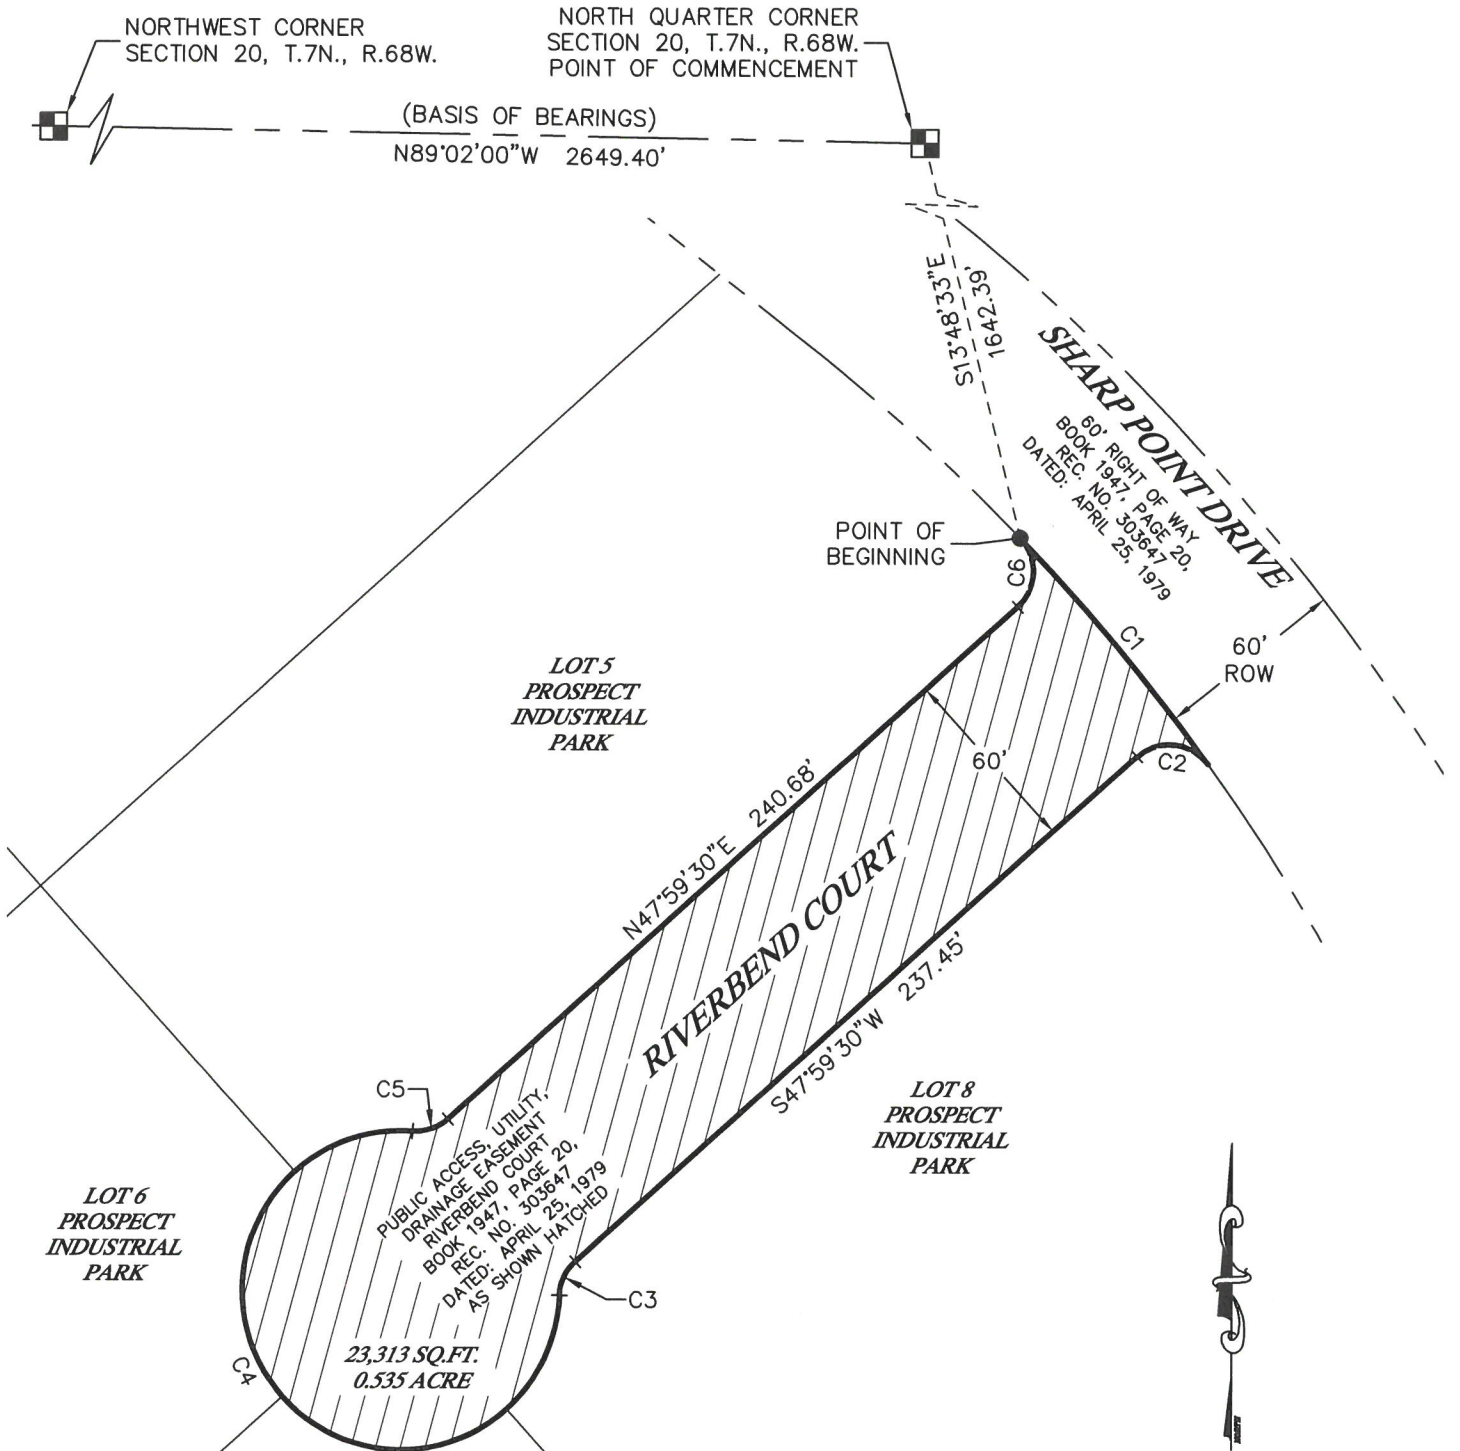 NORTHWEST CORNER
SECTION 20, T.7N., R.68W.
NORTH QUARTER CORNER
SECTION 20, T.7N., R.68W.
POINT OF COMMENCEMENT
(BASIS OF BEARINGS)
N89°02'00"W 2649.40'
S13°48'33"E
1642.39'
SHARP POINT DRIVE
60' RIGHT OF WAY
BOOK 1947, PAGE 20,
REC. NO. 303647
DATED: APRIL 25, 1979
POINT OF
BEGINNING
C6
C1
60'
ROW
C2
60'
LOT 5
PROSPECT
INDUSTRIAL
PARK
N47°59'30"E 240.68'
RIVERBEND COURT
S47°59'30"W 237.45'
C5
PUBLIC ACCESS, UTILITY,
DRAINAGE EASEMENT
RIVERBEND COURT
BOOK 1947, PAGE 20,
REC. NO. 303647
DATED: APRIL 25, 1979
AS SHOWN HATCHED
LOT 8
PROSPECT
INDUSTRIAL
PARK
LOT 6
PROSPECT
INDUSTRIAL
PARK
C3
23,313 SQ.FT.
0.535 ACRE
C4